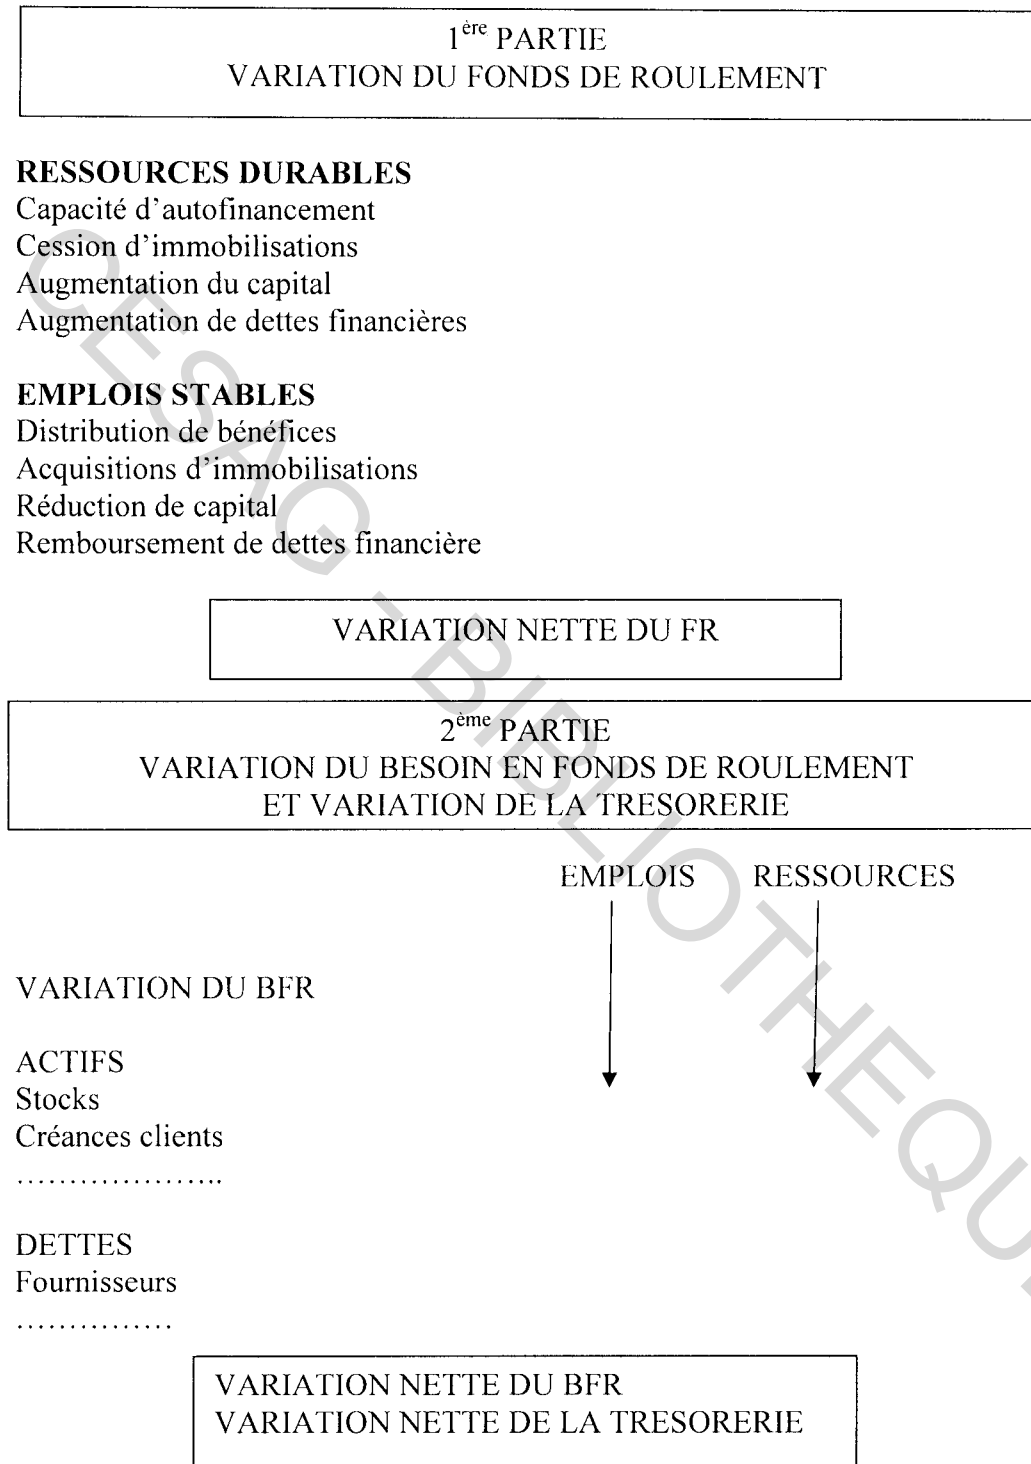 1ère PARTIE
VARIATION DU FONDS DE ROULEMENT
RESSOURCES DURABLES
Capacité d'autofinancement
Cession d'immobilisations
Augmentation du capital
Augmentation de dettes financières
EMPLOIS STABLES
Distribution de bénéfices
Acquisitions d'immobilisations
Réduction de capital
Remboursement de dettes financière
VARIATION NETTE DU FR
2ème PARTIE
VARIATION DU BESOIN EN FONDS DE ROULEMENT
ET VARIATION DE LA TRESORERIE
EMPLOIS RESSOURCES
VARIATION DU BFR
ACTIFS
Stocks
Créances clients
....................
DETTES
Fournisseurs
...............
VARIATION NETTE DU BFR
VARIATION NETTE DE LA TRESORERIE
CESAG - BIBLIOTHEQU